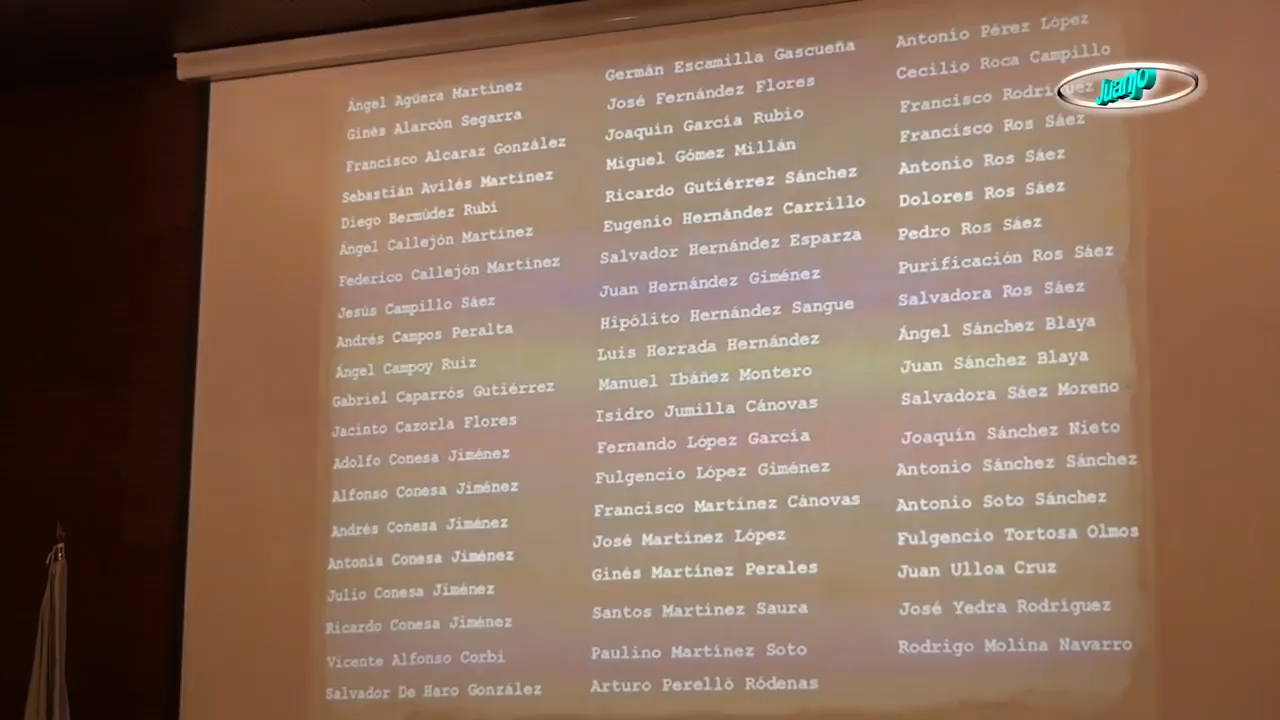 Ángel Agüera Martínez
Ginés Alarcón Segarra
Francisco Alcaraz González
Sebastián Avilés Martínez
Diego Bermúdez Rubí
Ángel Callejón Martínez
Federico Callejón Martínez
Jesús Campillo Sáez
Andrés Campos Peralta
Ángel Campoy Ruiz
Gabriel Caparrós Gutiérrez
Jacinto Cazorla Flores
Adolfo Conesa Jiménez
Alfonso Conesa Jiménez
Andrés Conesa Jiménez
Antonia Conesa Jiménez
Julio Conesa Jiménez
Ricardo Conesa Jiménez
Vicente Alfonso Corbí
Salvador De Haro González
Germán Escamilla Gascueña
José Fernández Flores
Joaquín García Rubio
Miguel Gómez Millán
Ricardo Gutiérrez Sánchez
Eugenio Hernández Carrillo
Salvador Hernández Esparza
Juan Hernández Giménez
Hipólito Hernández Sangue
Luis Herrada Hernández
Manuel Ibáñez Montero
Isidro Jumilla Cánovas
Fernando López García
Fulgencio López Giménez
Francisco Martínez Cánovas
José Martínez López
Ginés Martínez Perales
Santos Martínez Saura
Paulino Martínez Soto
Arturo Perelló Ródenas
Antonio Pérez López
Cecilio Roca Campillo
Francisco Rodríguez
Francisco Ros Sáez
Antonio Ros Sáez
Dolores Ros Sáez
Pedro Ros Sáez
Purificación Ros Sáez
Salvadora Ros Sáez
Ángel Sánchez Blaya
Juan Sánchez Blaya
Salvadora Sáez Moreno
Joaquín Sánchez Nieto
Antonio Sánchez Sánchez
Antonio Soto Sánchez
Fulgencio Tortosa Olmos
Juan Ulloa Cruz
José Yedra Rodríguez
Rodrigo Molina Navarro
Juanjo